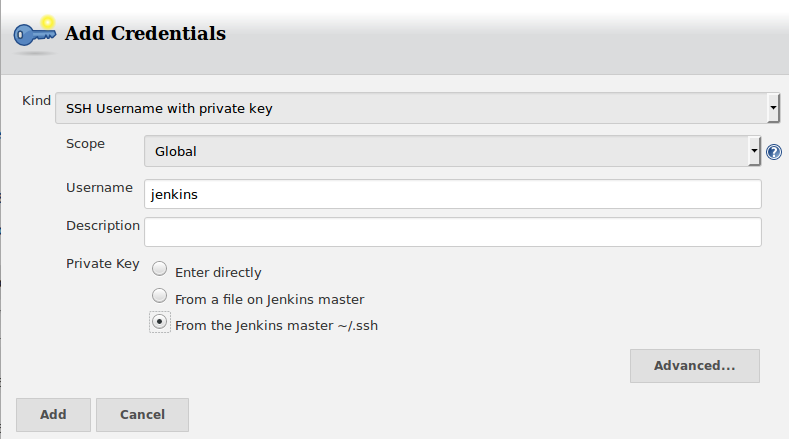 Add Credentials
Kind SSH Username with private key
Scope Global ?
Username jenkins
Description
Private Key Enter directly
From a file on Jenkins master
From the Jenkins master ~/.ssh
Advanced...
Add Cancel